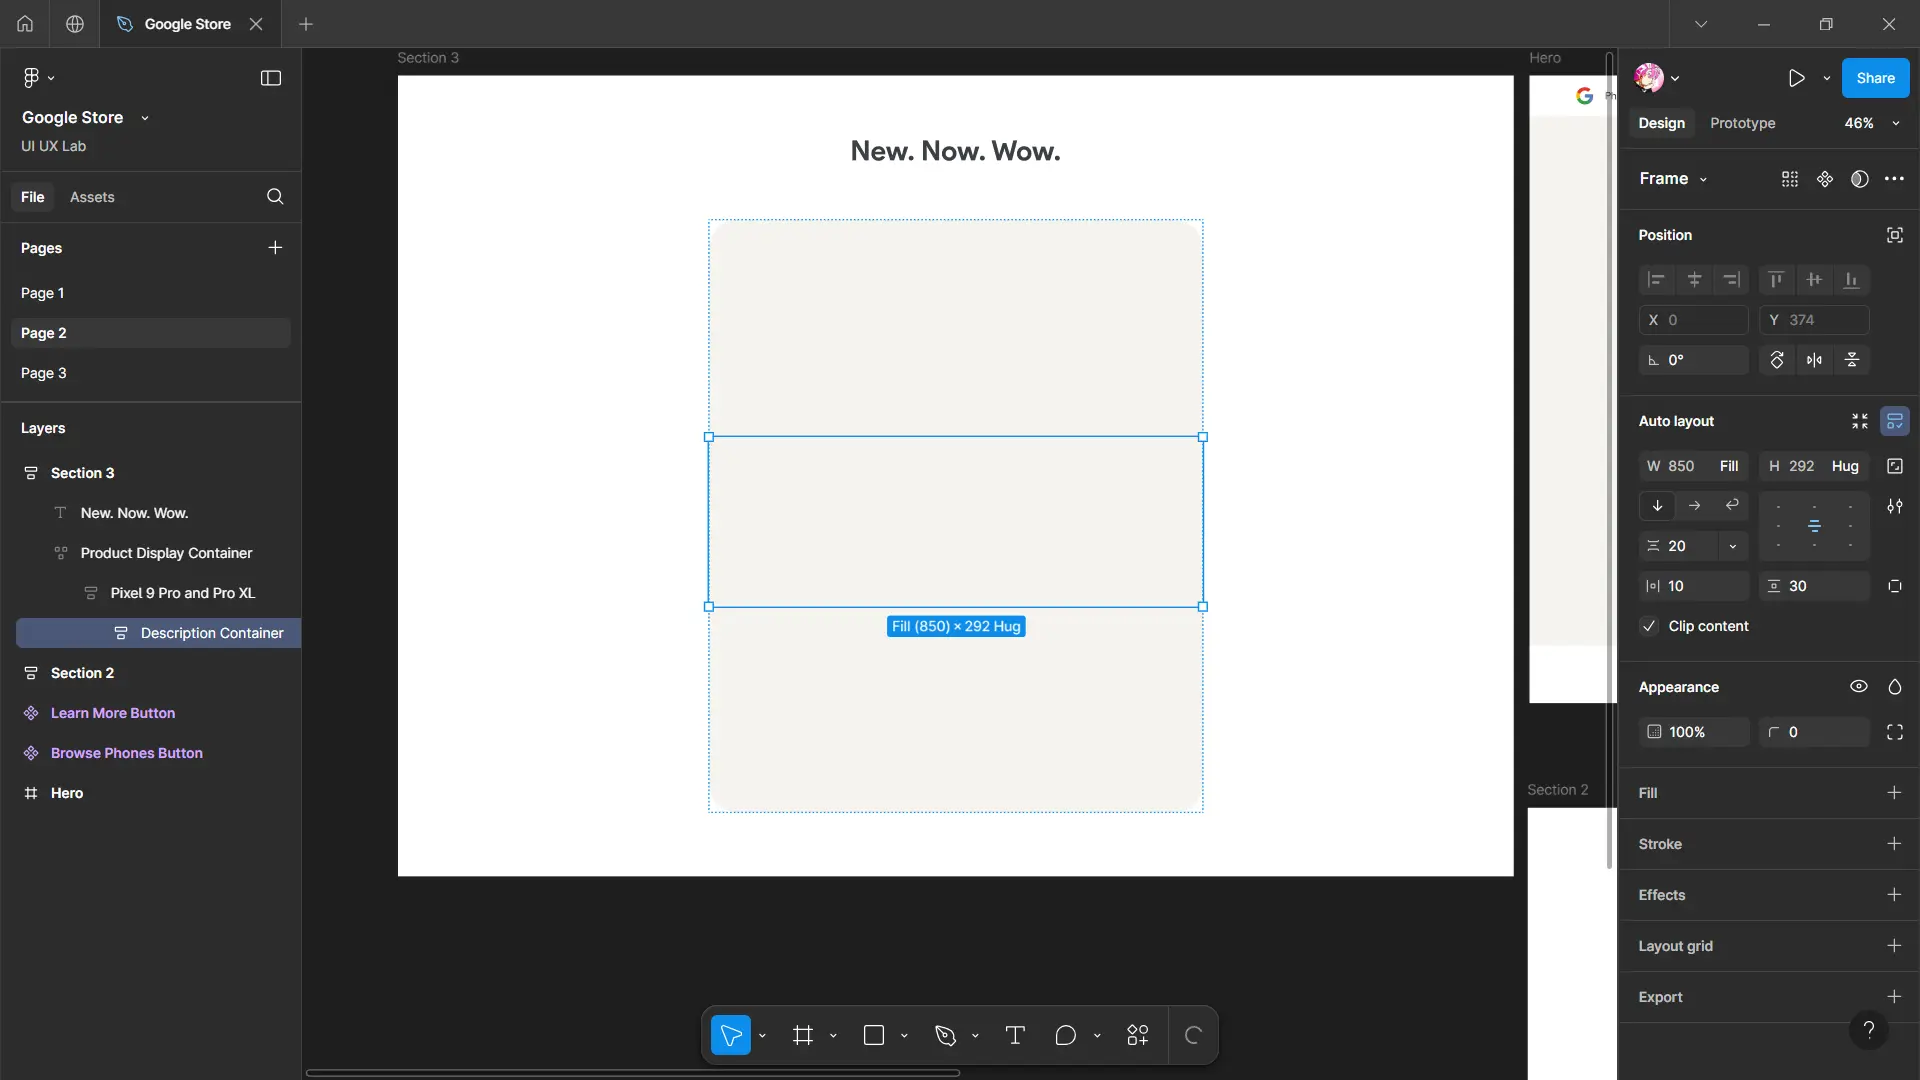 Google Store
Google Store
UI UX Lab
File
Assets
Pages
Page 1
Page 2
Page 3
Layers
Section 3
New. Now. Wow.
Product Display Container
Pixel 9 Pro and Pro XL
Description Container
Section 2
Learn More Button
Browse Phones Button
Hero
Section 3
New. Now. Wow.
Fill (850) × 292 Hug
Hero
G Ph
Section 2
Share
Design
Prototype
46%
Frame
Position
X 0
Y 374
0°
Auto layout
W 850 Fill
H 292 Hug
20
10
30
Clip content
Appearance
100%
0
Fill
Stroke
Effects
Layout grid
Export
?